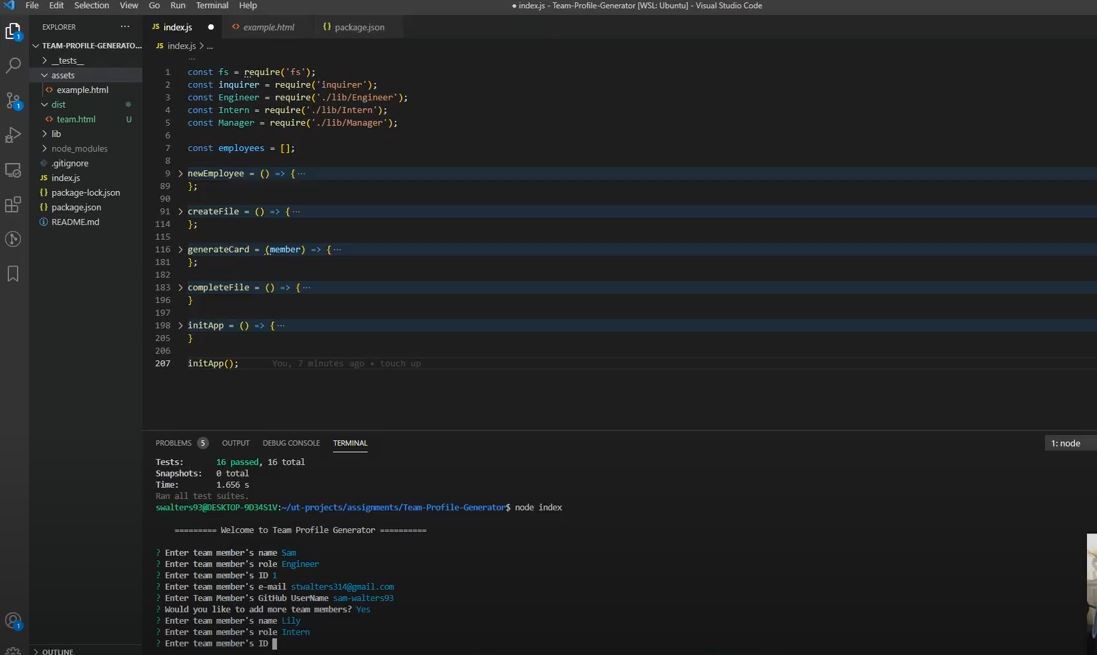 File Edit Selection View Go Run Terminal Help
● index.js - Team-Profile-Generator [WSL: Ubuntu] - Visual Studio Code
EXPLORER ···
JS index.js ●
<> example.html
{} package.json
TEAM-PROFILE-GENERATO...
JS index.js > ...
__tests__
assets
<> example.html
dist
<> team.html U
lib
node_modules
.gitignore
JS index.js
{} package-lock.json
{} package.json
README.md
...
1 const fs = require('fs');
2 const inquirer = require('inquirer');
3 const Engineer = require('./lib/Engineer');
4 const Intern = require('./lib/Intern');
5 const Manager = require('./lib/Manager');
6
7 const employees = [];
8
9 > newEmployee = () => {···
89 };
90
91 > createFile = () => {···
114 };
115
116 > generateCard = (member) => {···
181 };
182
183 > completeFile = () => {···
196 }
197
198 > initApp = () => {···
205 }
206
207 initApp(); You, 7 minutes ago • touch up
PROBLEMS 5 OUTPUT DEBUG CONSOLE TERMINAL
1: node
Tests: 16 passed, 16 total
Snapshots: 0 total
Time: 1.656 s
Ran all test suites.
swalters93@DESKTOP-9D34S1V:~/ut-projects/assignments/Team-Profile-Generator$ node index
========= Welcome to Team Profile Generator ==========
? Enter team member's name Sam
? Enter team member's role Engineer
? Enter team member's ID 1
? Enter team member's e-mail stwalters314@gmail.com
? Enter Team Member's GitHub UserName sam-walters93
? Would you like to add more team members? Yes
? Enter team member's name Lily
? Enter team member's role Intern
? Enter team member's ID
OUTLINE